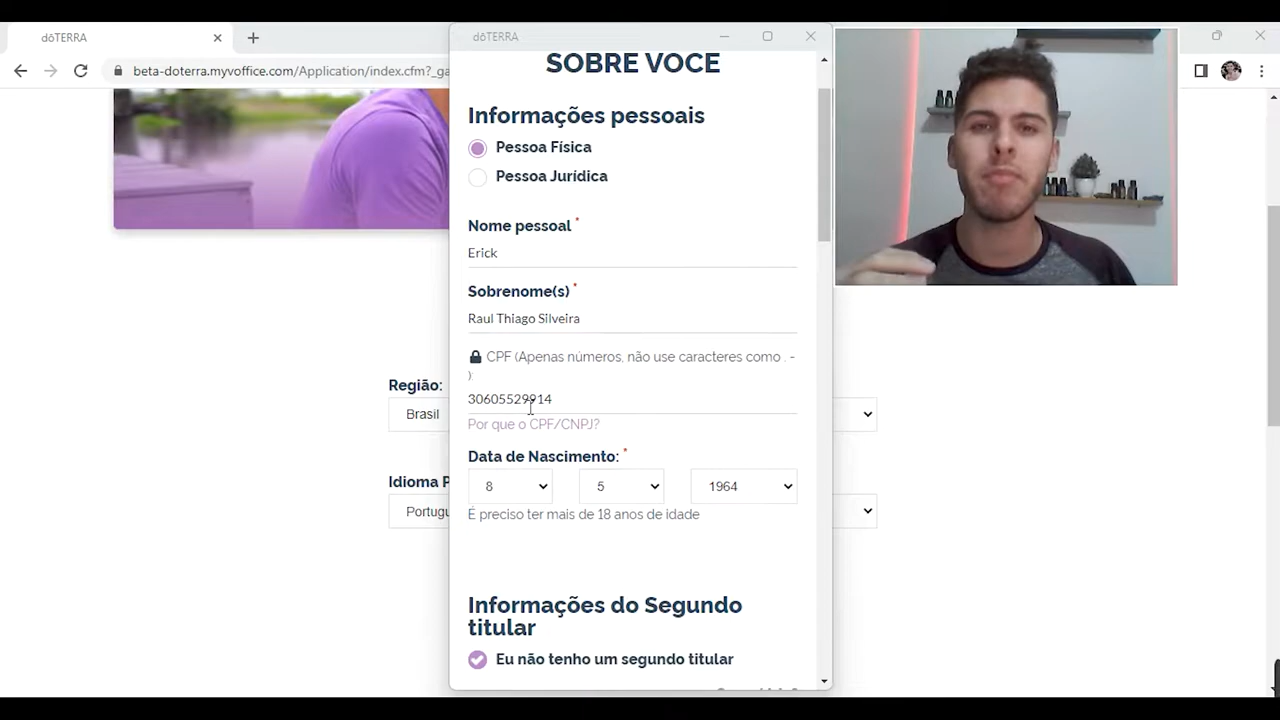 dōTERRA
dōTERRA
beta-doterra.myvoffice.com/Application/index.cfm?_ga
SOBRE VOCE
Informações pessoais
Pessoa Física
Pessoa Jurídica
Nome pessoal *
Erick
Sobrenome(s) *
Raul Thiago Silveira
CPF (Apenas números, não use caracteres como . -
):
30605529914
Por que o CPF/CNPJ?
Data de Nascimento: *
8 5 1964
É preciso ter mais de 18 anos de idade
Informações do Segundo
titular
Eu não tenho um segundo titular
Região:
Brasil
Idioma P
Portugu